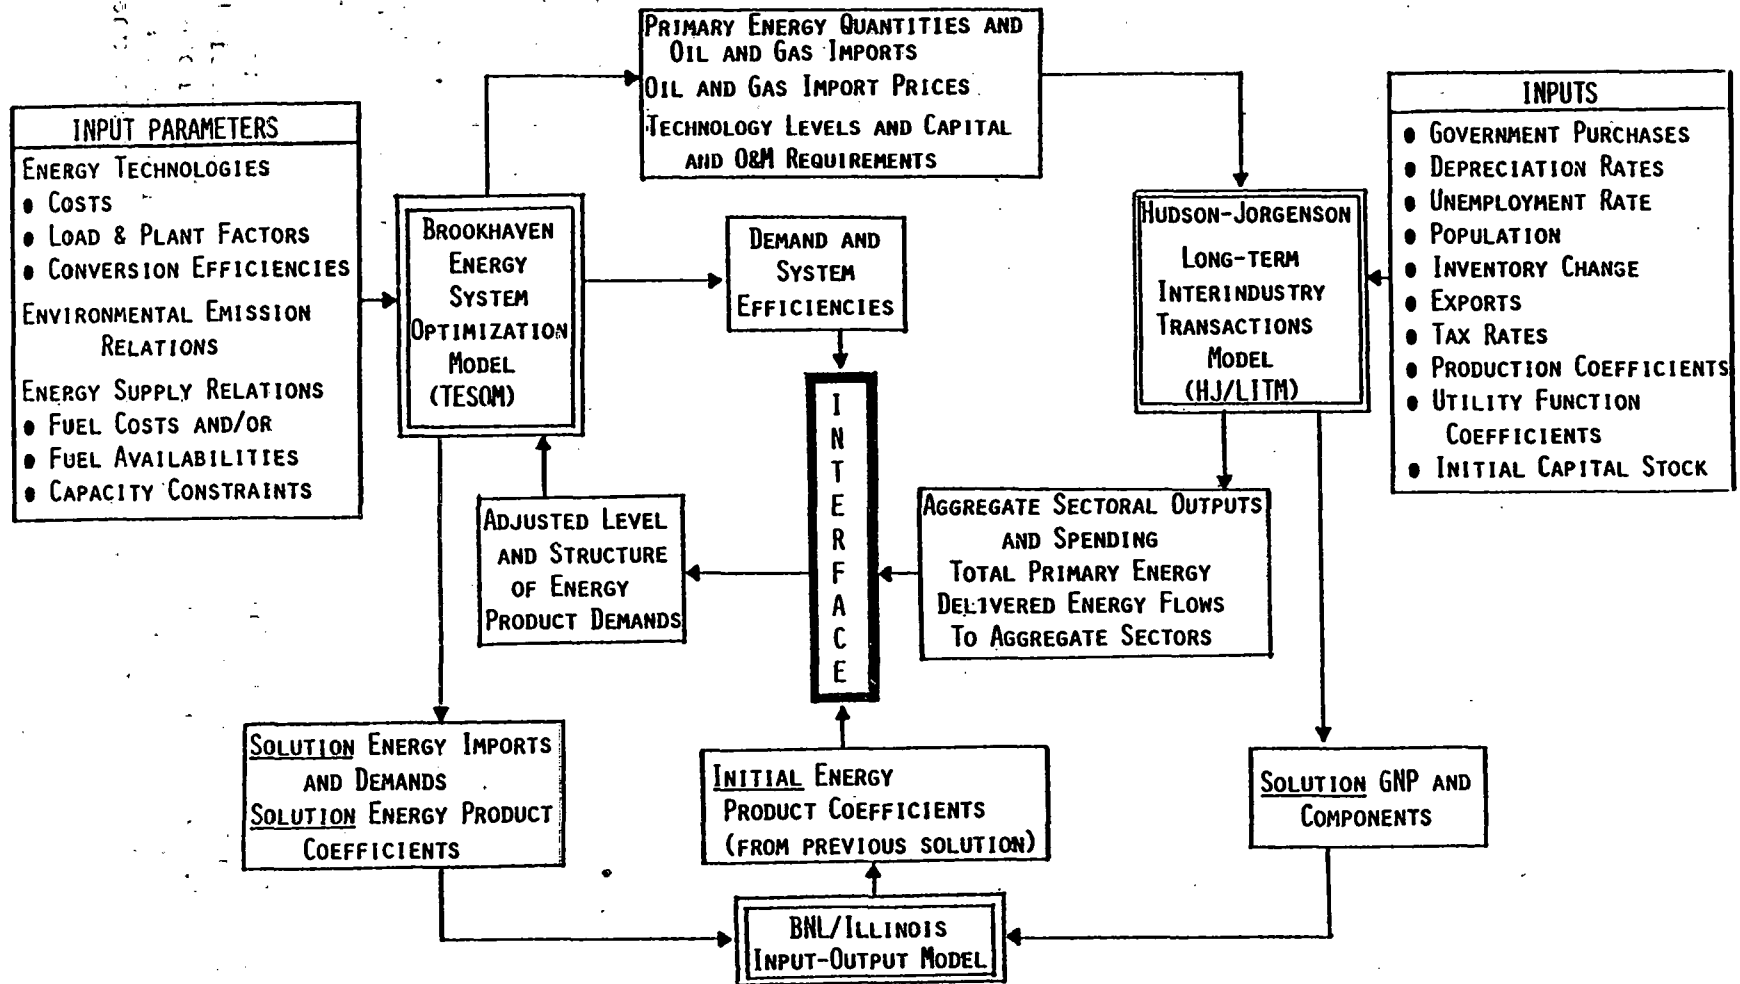 PRIMARY ENERGY QUANTITIES AND
OIL AND GAS IMPORTS
OIL AND GAS IMPORT PRICES
TECHNOLOGY LEVELS AND CAPITAL
AND O&M REQUIREMENTS
INPUT PARAMETERS
ENERGY TECHNOLOGIES
• COSTS
• LOAD & PLANT FACTORS
• CONVERSION EFFICIENCIES
ENVIRONMENTAL EMISSION
RELATIONS
ENERGY SUPPLY RELATIONS
• FUEL COSTS AND/OR
• FUEL AVAILABILITIES
• CAPACITY CONSTRAINTS
BROOKHAVEN
ENERGY
SYSTEM
OPTIMIZATION
MODEL
(TESOM)
DEMAND AND
SYSTEM
EFFICIENCIES
HUDSON-JORGENSON
LONG-TERM
INTERINDUSTRY
TRANSACTIONS
MODEL
(HJ/LITM)
INPUTS
• GOVERNMENT PURCHASES
• DEPRECIATION RATES
• UNEMPLOYMENT RATE
• POPULATION
• INVENTORY CHANGE
• EXPORTS
• TAX RATES
• PRODUCTION COEFFICIENTS
• UTILITY FUNCTION
COEFFICIENTS
• INITIAL CAPITAL STOCK
INTERFACE
ADJUSTED LEVEL
AND STRUCTURE
OF ENERGY
PRODUCT DEMANDS
AGGREGATE SECTORAL OUTPUTS
AND SPENDING
TOTAL PRIMARY ENERGY
DELIVERED ENERGY FLOWS
TO AGGREGATE SECTORS
SOLUTION ENERGY IMPORTS
AND DEMANDS
SOLUTION ENERGY PRODUCT
COEFFICIENTS
INITIAL ENERGY
PRODUCT COEFFICIENTS
(FROM PREVIOUS SOLUTION)
SOLUTION GNP AND
COMPONENTS
BNL/ILLINOIS
INPUT-OUTPUT MODEL